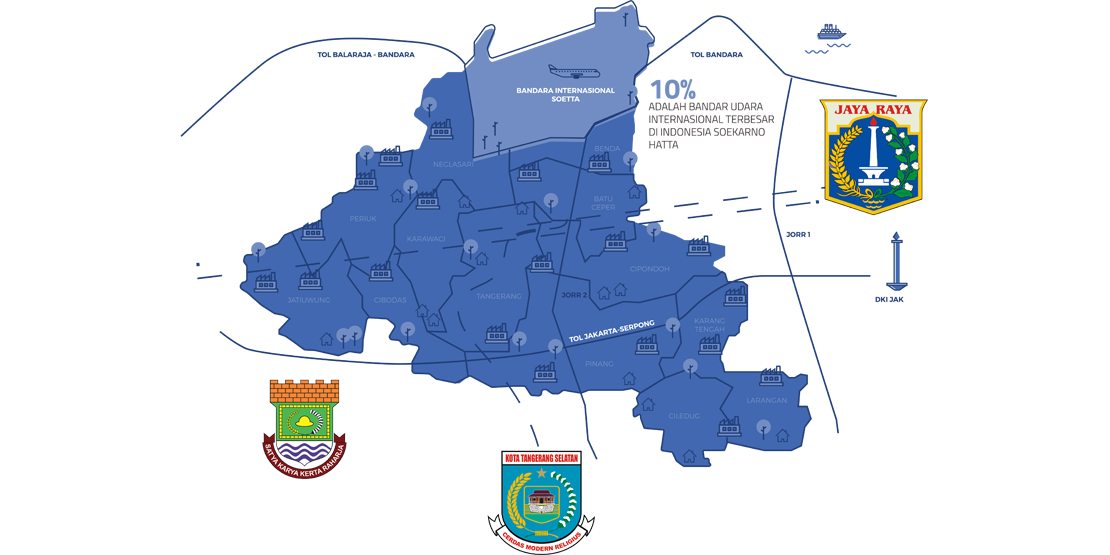 TOL BALARAJA - BANDARA
TOL BANDARA
BANDARA INTERNASIONAL
SOETTA
10%
ADALAH BANDAR UDARA
INTERNASIONAL TERBESAR
DI INDONESIA SOEKARNO
HATTA
JAYA RAYA
BENDA
NEGLASARI
BATU
CEPER
PERIUK
KARAWACI
JORR 1
CIPONDOH
JATIUWUNG
CIBODAS
TANGERANG
JORR 2
DKI JAK
TOL JAKARTA-SERPONG
KARANG
TENGAH
PINANG
LARANGAN
CILEDUG
SATYA KARYA KERTA RAHARJA
KOTA TANGERANG SELATAN
CERDAS MODERN RELIGIUS